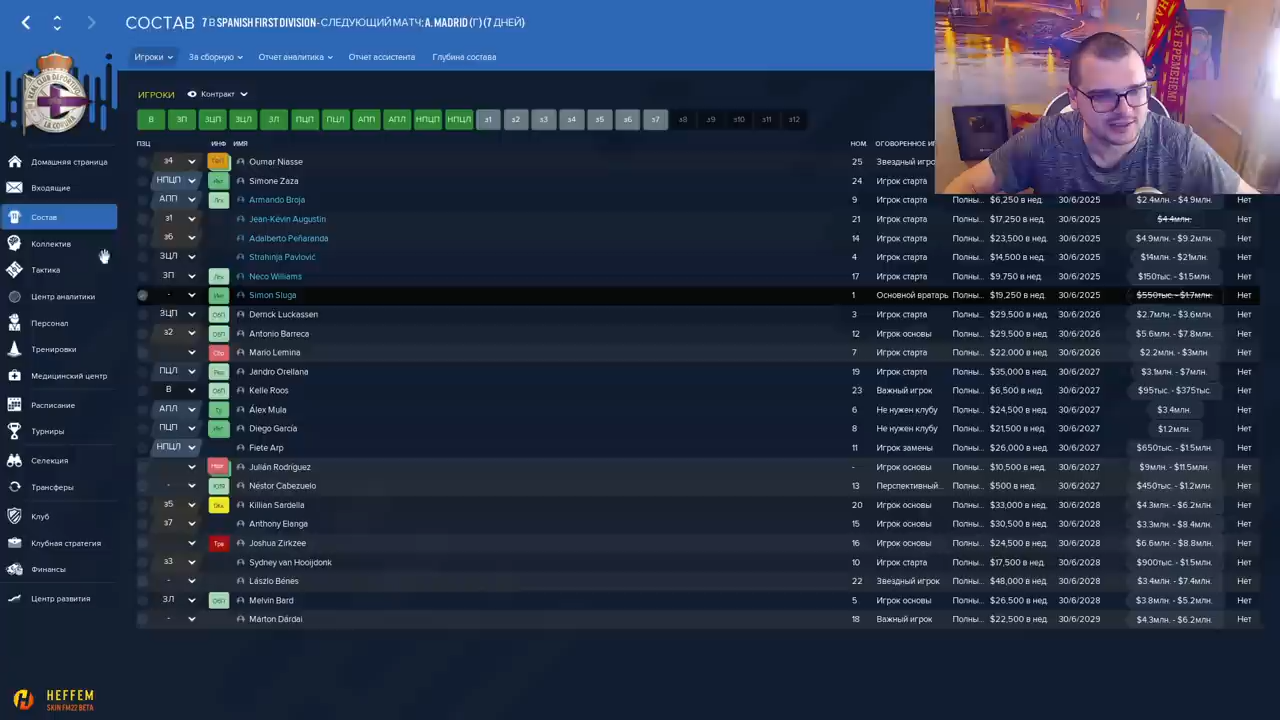 СОСТАВ 7 В SPANISH FIRST DIVISION - СЛЕДУЮЩИЙ МАТЧ: A. MADRID (Г) (7 ДНЕЙ)
Игроки За сборную Отчет аналитика Отчет ассистента Глубина состава
ИГРОКИ Контракт
В ЗП ЗЦП ЗЦЛ ЗЛ ПЦП ПЦЛ АПП АПЛ НПЦП НПЦЛ з1 з2 з3 з4 з5 з6 з7 з8 з9 з10 з11 з12
ПЗЦ ИНФ ИМЯ НОМ. ОГОВОРЕННОЕ
з4 Oumar Niasse 25 Звездный игро
НПЦП Simone Zaza 24 Игрок старта
АПП Armando Broja 9 Игрок старта Полны... $6,250 в нед. 30/6/2025 $2.4млн. - $4.9млн. Нет
з1 Jean-Kévin Augustin 21 Игрок старта Полны... $17,250 в нед. 30/6/2025 $4.4млн. Нет
з6 Adalberto Peñaranda 14 Игрок старта Полны... $23,500 в нед. 30/6/2025 $4.9млн. - $9.2млн. Нет
ЗЦЛ Strahinja Pavlović 4 Игрок старта Полны... $14,500 в нед. 30/6/2025 $14млн. - $21млн. Нет
ЗП Neco Williams 17 Игрок старта Полны... $9,750 в нед. 30/6/2025 $150тыс. - $1.5млн. Нет
- Simon Sluga 1 Основной вратарь Полны... $19,250 в нед. 30/6/2025 $550тыс. - $1.7млн. Нет
ЗЦП Derrick Luckassen 3 Игрок старта Полны... $29,500 в нед. 30/6/2026 $2.7млн. - $3.6млн. Нет
з2 Antonio Barreca 12 Игрок основы Полны... $29,500 в нед. 30/6/2026 $5.6млн. - $7.8млн. Нет
Mario Lemina 7 Игрок старта Полны... $22,000 в нед. 30/6/2026 $2.2млн. - $3млн. Нет
ПЦЛ Jandro Orellana 19 Игрок старта Полны... $35,000 в нед. 30/6/2027 $3.1млн. - $7млн. Нет
В Kelle Roos 23 Важный игрок Полны... $6,500 в нед. 30/6/2027 $95тыс. - $375тыс. Нет
АПЛ Álex Mula 6 Не нужен клубу Полны... $24,500 в нед. 30/6/2027 $3.4млн. Нет
ПЦП Diego García 8 Не нужен клубу Полны... $21,500 в нед. 30/6/2027 $1.2млн. Нет
НПЦЛ Fiete Arp 11 Игрок замены Полны... $26,000 в нед. 30/6/2027 $650тыс. - $1.5млн. Нет
Julián Rodríguez - Игрок основы Полны... $10,500 в нед. 30/6/2027 $9млн. - $11.5млн. Нет
- Néstor Cabezuelo 13 Перспективный... Полны... $500 в нед. 30/6/2027 $450тыс. - $1.2млн. Нет
з5 Killian Sardella 20 Игрок основы Полны... $33,000 в нед. 30/6/2028 $4.3млн. - $6.2млн. Нет
з7 Anthony Elanga 15 Игрок основы Полны... $30,500 в нед. 30/6/2028 $3.3млн. - $8.4млн. Нет
Тра Joshua Zirkzee 16 Игрок основы Полны... $24,500 в нед. 30/6/2028 $6.6млн. - $8.8млн. Нет
з3 Sydney van Hooijdonk 10 Игрок основы Полны... $17,500 в нед. 30/6/2028 $900тыс. - $1.5млн. Нет
- László Bénes 22 Звездный игрок Полны... $48,000 в нед. 30/6/2028 $3.4млн. - $7.4млн. Нет
ЗЛ Melvin Bard 5 Игрок основы Полны... $26,500 в нед. 30/6/2028 $3.8млн. - $5.2млн. Нет
- Márton Dárdai 18 Важный игрок Полны... $22,500 в нед. 30/6/2029 $4.3млн. - $6.2млн. Нет
Домашняя страница
Входящие
Состав
Коллектив
Тактика
Центр аналитики
Персонал
Тренировки
Медицинский центр
Расписание
Турниры
Селекция
Трансферы
Клуб
Клубная стратегия
Финансы
Центр развития
HEFFEM
SKIN FM22 BETA